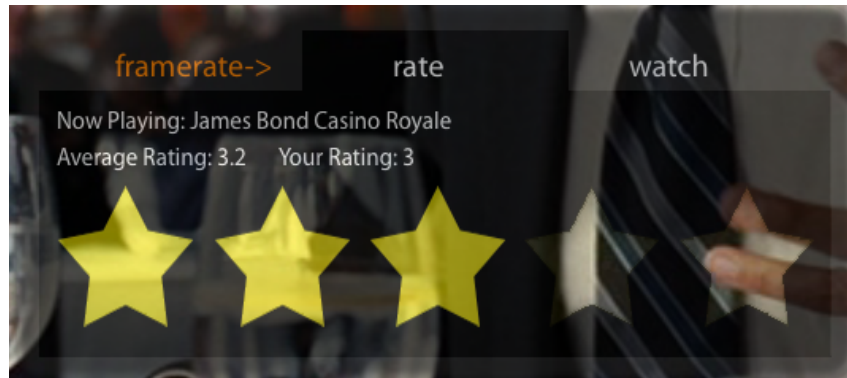 framerate-> rate watch
Now Playing: James Bond Casino Royale
Average Rating: 3.2 Your Rating: 3